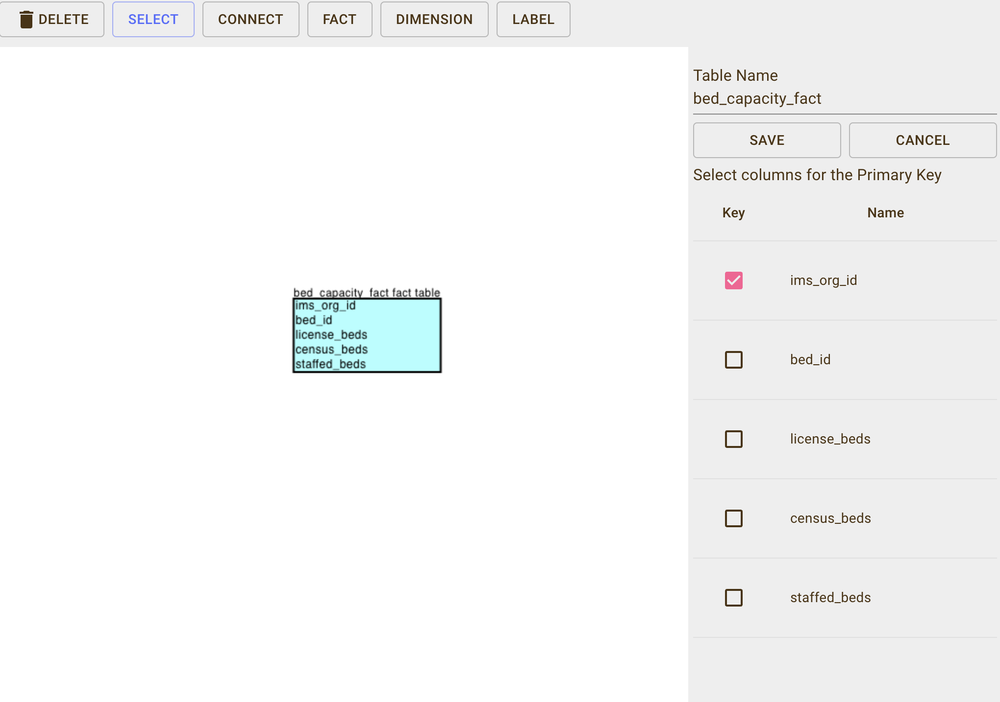 DELETE SELECT CONNECT FACT DIMENSION LABEL
Table Name
bed_capacity_fact
SAVE CANCEL
Select columns for the Primary Key
Key Name
ims_org_id
bed_id
license_beds
census_beds
staffed_beds
bed_capacity_fact fact table
ims_org_id
bed_id
license_beds
census_beds
staffed_beds